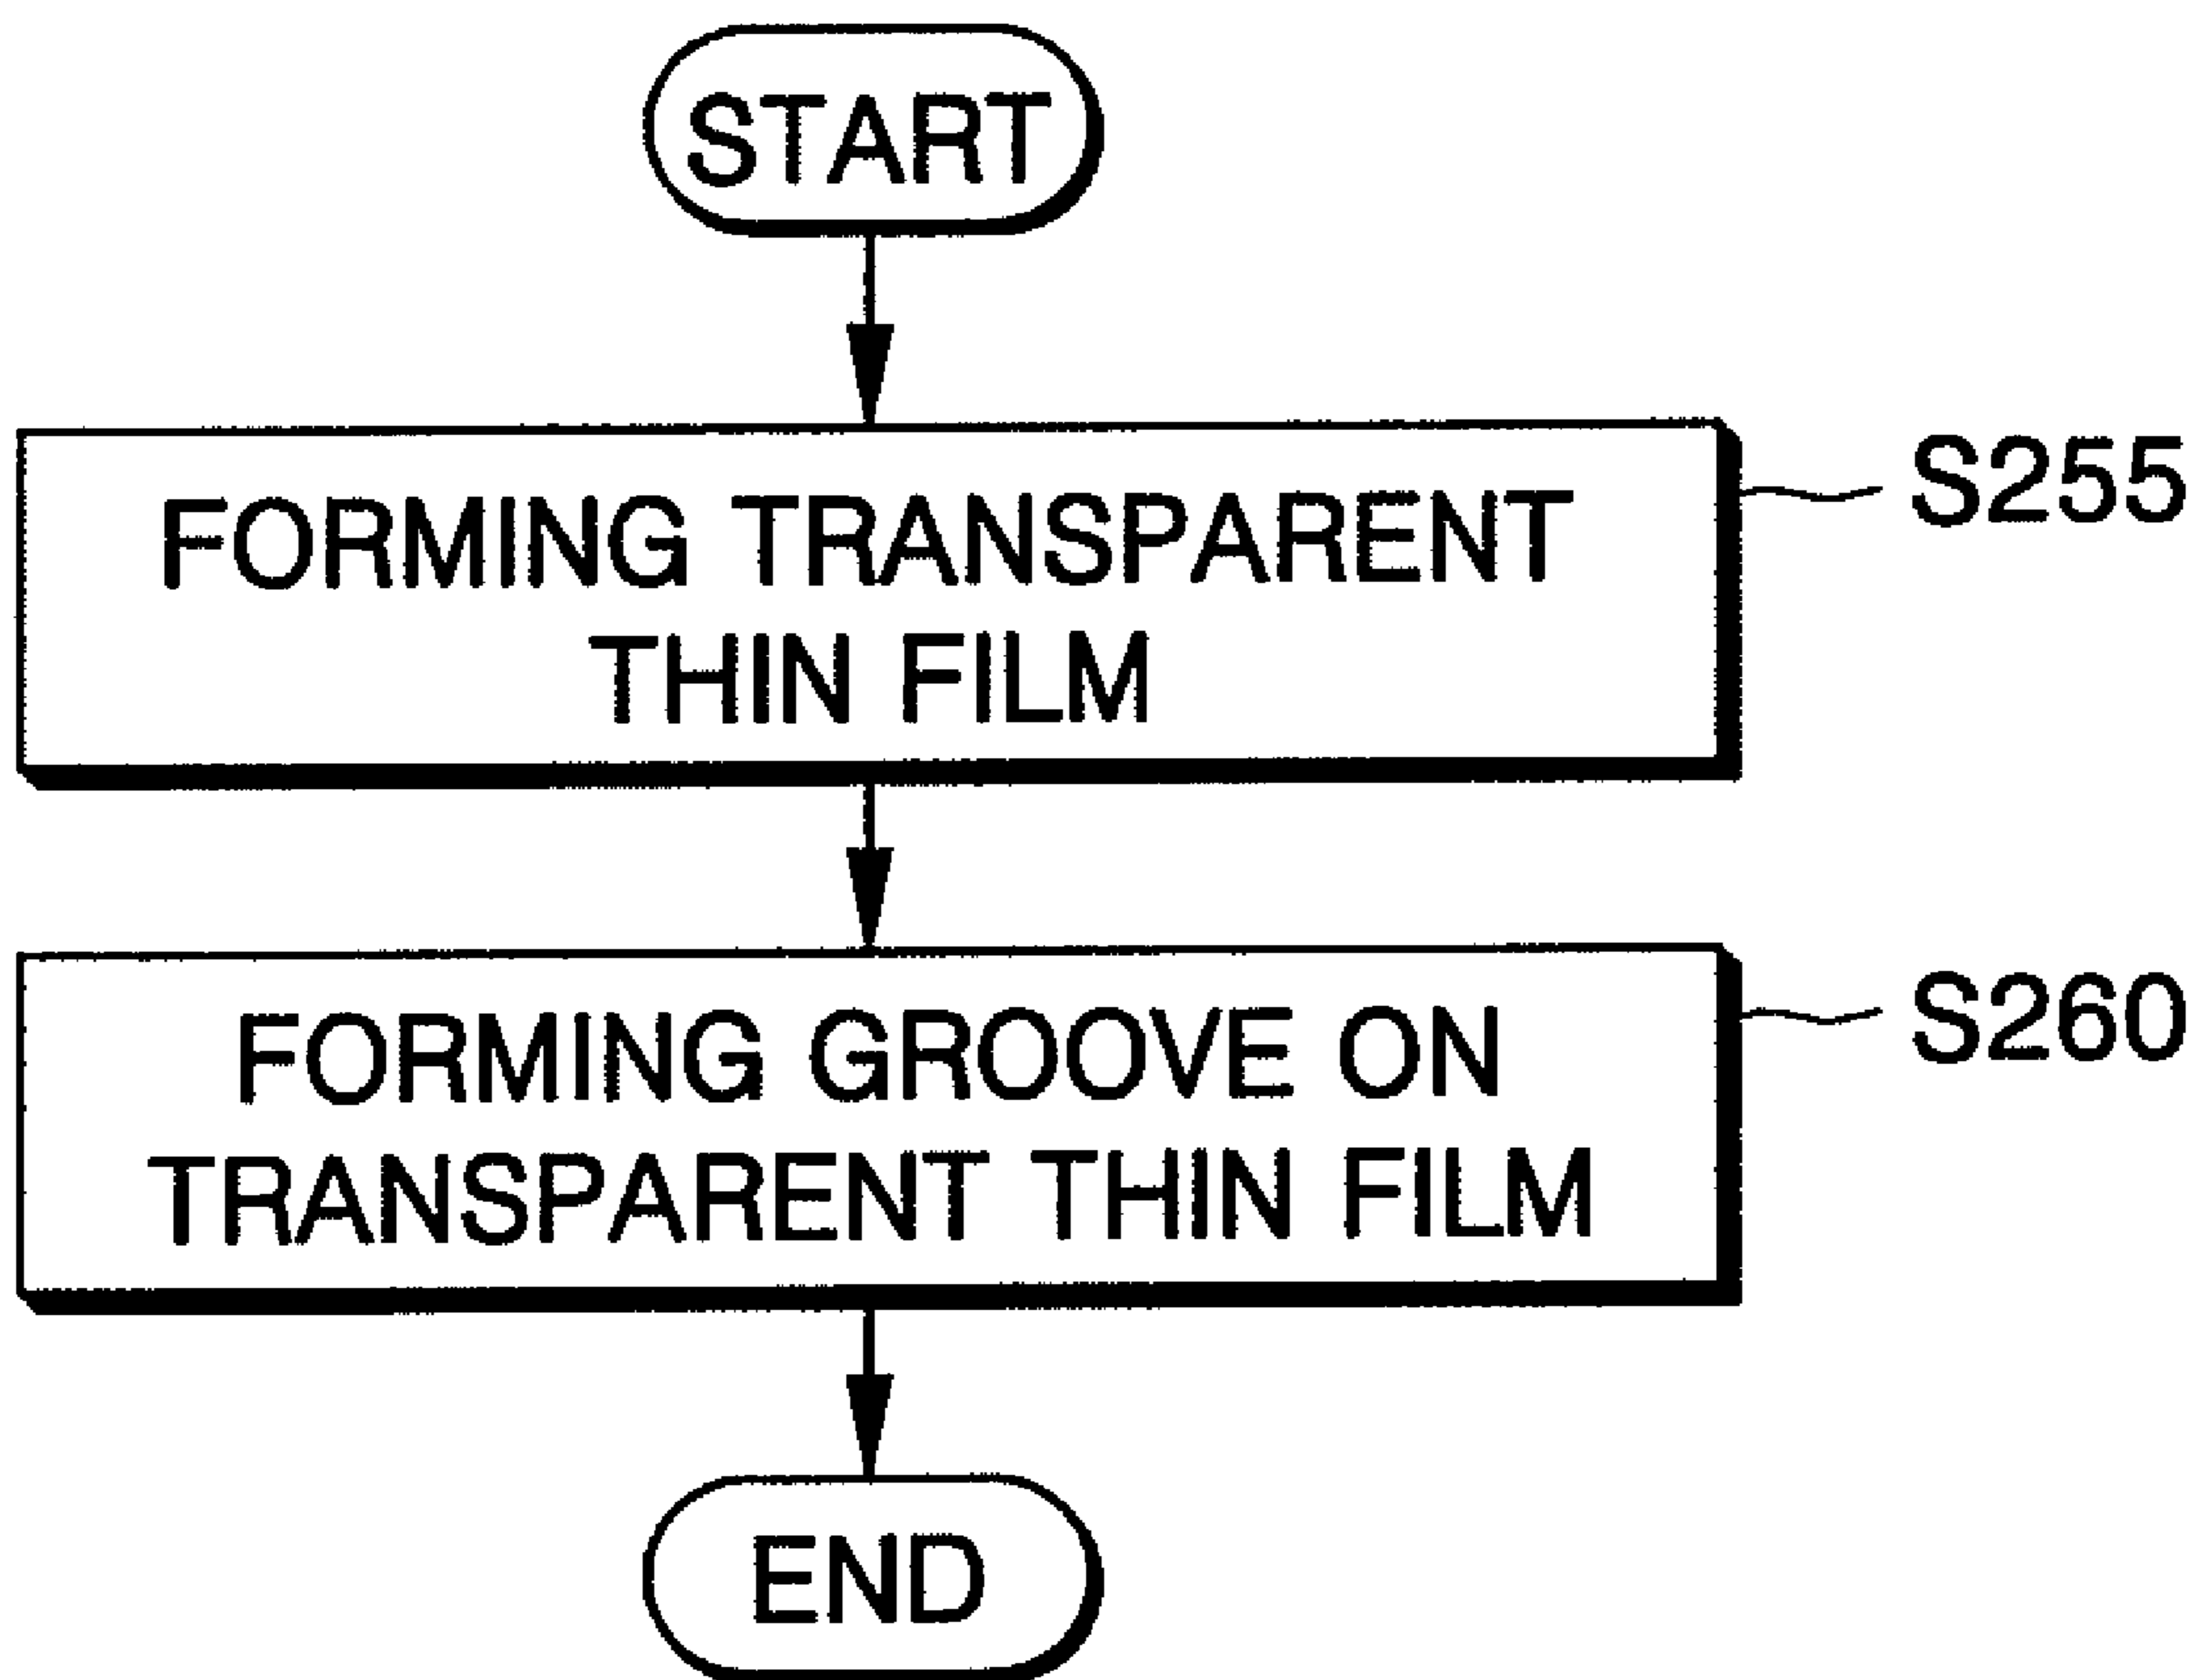 START
FORMING TRANSPARENT
THIN FILM
S255
FORMING GROOVE ON
TRANSPARENT THIN FILM
S260
END